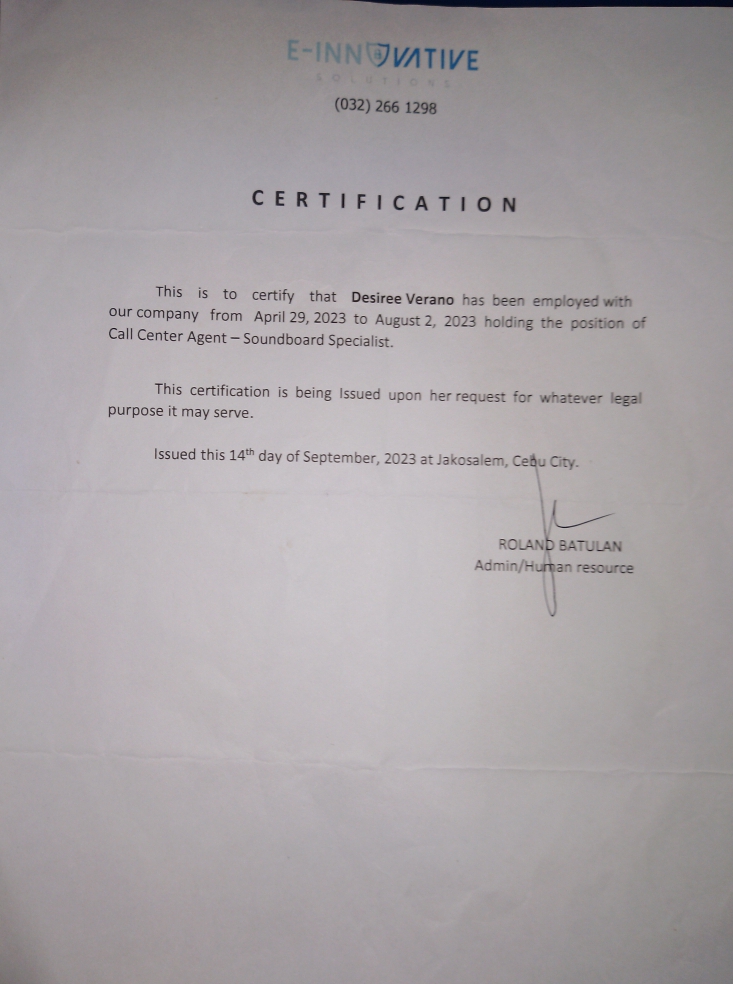 E-INNOVATIVE
SOLUTIONS
(032) 266 1298
CERTIFICATION
This is to certify that Desiree Verano has been employed with
our company from April 29, 2023 to August 2, 2023 holding the position of
Call Center Agent – Soundboard Specialist.
This certification is being Issued upon her request for whatever legal
purpose it may serve.
Issued this 14th day of September, 2023 at Jakosalem, Cebu City.
ROLAND BATULAN
Admin/Human resource